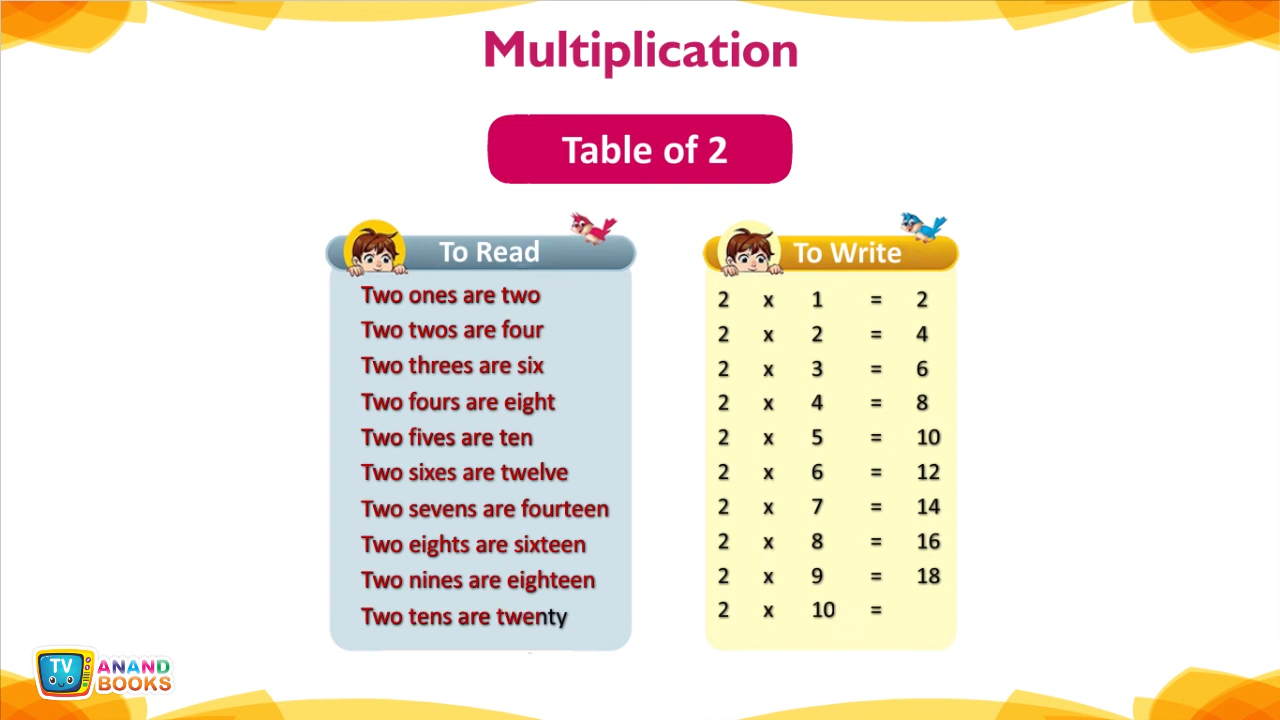 Multiplication
Table of 2
To Read
Two ones are two
Two twos are four
Two threes are six
Two fours are eight
Two fives are ten
Two sixes are twelve
Two sevens are fourteen
Two eights are sixteen
Two nines are eighteen
Two tens are twenty
To Write
2 x 1 = 2
2 x 2 = 4
2 x 3 = 6
2 x 4 = 8
2 x 5 = 10
2 x 6 = 12
2 x 7 = 14
2 x 8 = 16
2 x 9 = 18
2 x 10 =
TV
ANAND
BOOKS